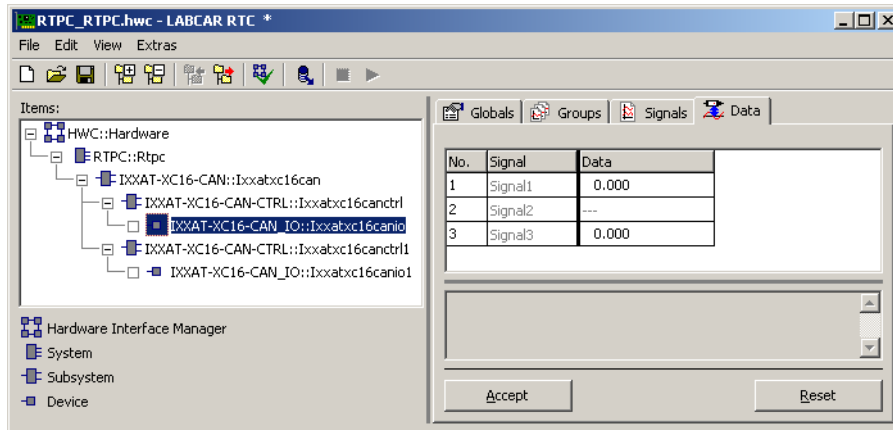 RTPC_RTPC.hwc - LABCAR RTC *
File Edit View Extras
Items:
HWC::Hardware
RTPC::Rtpc
IXXAT-XC16-CAN::Ixxatxc16can
IXXAT-XC16-CAN-CTRL::Ixxatxc16canctrl
IXXAT-XC16-CAN_IO::Ixxatxc16canio
IXXAT-XC16-CAN-CTRL::Ixxatxc16canctrl1
IXXAT-XC16-CAN_IO::Ixxatxc16canio1
Hardware Interface Manager
System
Subsystem
Device
Globals Groups Signals Data
No. Signal Data
1 Signal1 0.000
2 Signal2 ---
3 Signal3 0.000
Accept Reset